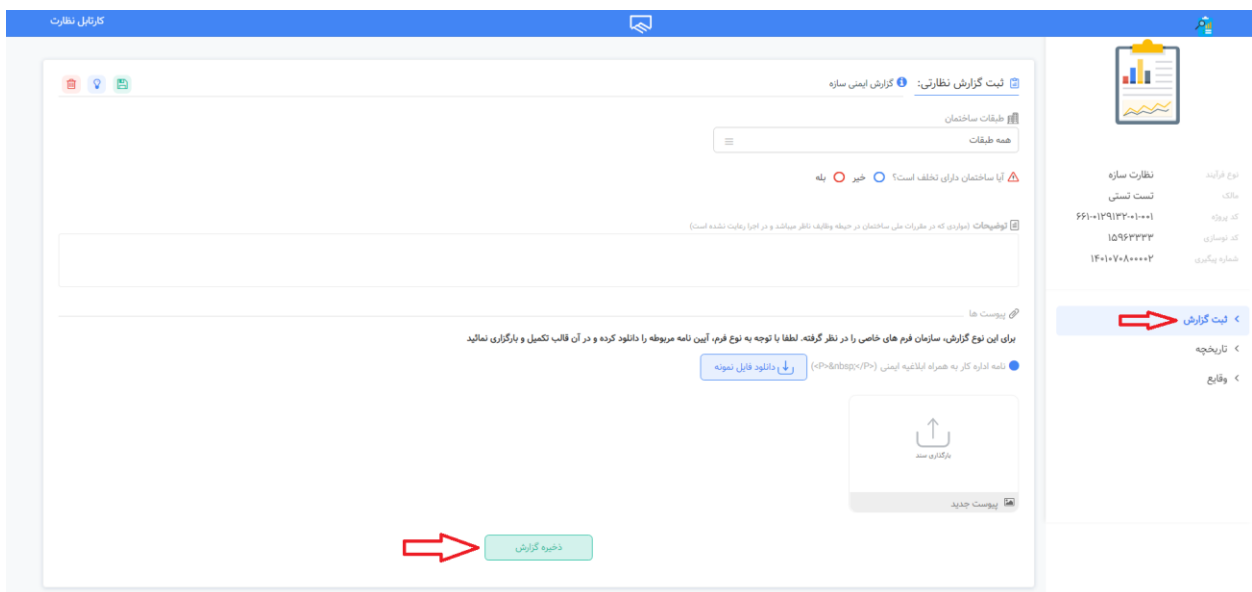 کارتابل نظارت
ثبت گزارش نظارتی: گزارش ایمنی سازه
طبقات ساختمان
همه طبقات
آیا ساختمان دارای تخلف است؟ خیر بله
توضیحات (مواردی که در مقررات ملی ساختمان در حیطه وظایف ناظر میباشد و در اجرا رعایت نشده است)
پیوست ها
برای این نوع گزارش، سازمان فرم های خاصی را در نظر گرفته. لطفا با توجه به نوع فرم، آیین نامه مربوطه را دانلود کرده و در آن قالب تکمیل و بارگزاری نمائید
نامه اداره کار به همراه ابلاغیه ایمنی (<P>&nbsp;</P>) دانلود فایل نمونه
بارگذاری سند
پیوست جدید
ذخیره گزارش
نوع فرآیند نظارت سازه
مالک تست تستی
کد پروژه ۶۶۱-۰۱۲۹۱۳۲-۰۱-۰۰۱
کد نوسازی ۱۵۹۶۳۳۳۳
شماره پیگیری ۱۴۰۱۰۷۰۸۰۰۰۰۲
ثبت گزارش
تاریخچه
وقایع